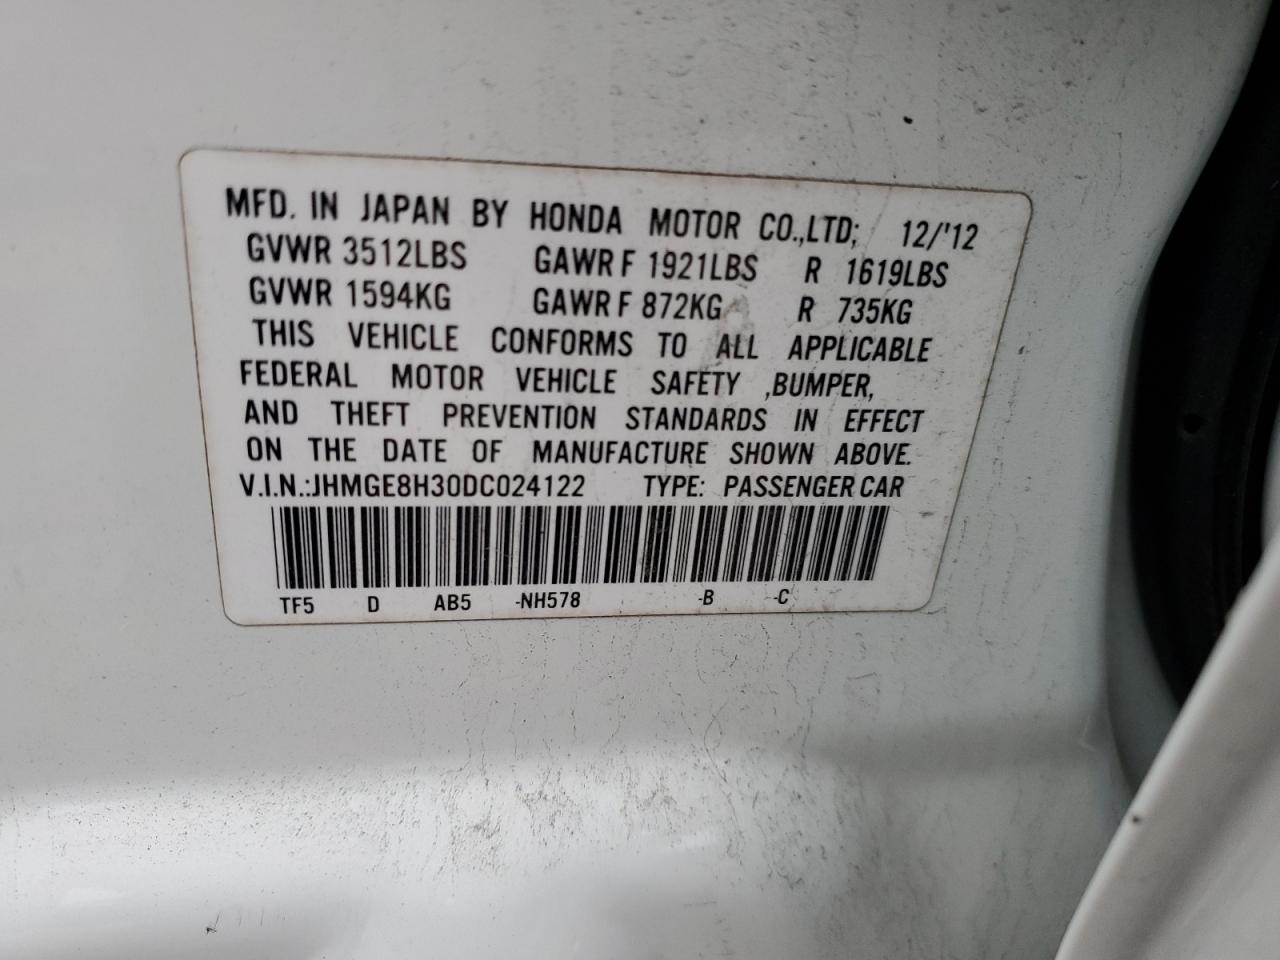 MFD. IN JAPAN BY HONDA MOTOR CO.,LTD; 12/'12
GVWR 3512LBS GAWR F 1921LBS R 1619LBS
GVWR 1594KG GAWR F 872KG R 735KG
THIS VEHICLE CONFORMS TO ALL APPLICABLE
FEDERAL MOTOR VEHICLE SAFETY ,BUMPER,
AND THEFT PREVENTION STANDARDS IN EFFECT
ON THE DATE OF MANUFACTURE SHOWN ABOVE.
V.I.N.:JHMGE8H30DC024122 TYPE: PASSENGER CAR
TF5 D AB5 -NH578 -B -C